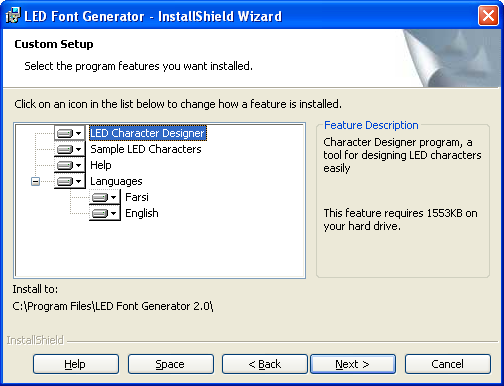 LED Font Generator - InstallShield Wizard
Custom Setup
Select the program features you want installed.
Click on an icon in the list below to change how a feature is installed.
LED Character Designer
Sample LED Characters
Help
Languages
Farsi
English
Feature Description
Character Designer program, a
tool for designing LED characters
easily
This feature requires 1553KB on
your hard drive.
Install to:
C:\Program Files\LED Font Generator 2.0\
InstallShield
Help
Space
< Back
Next >
Cancel